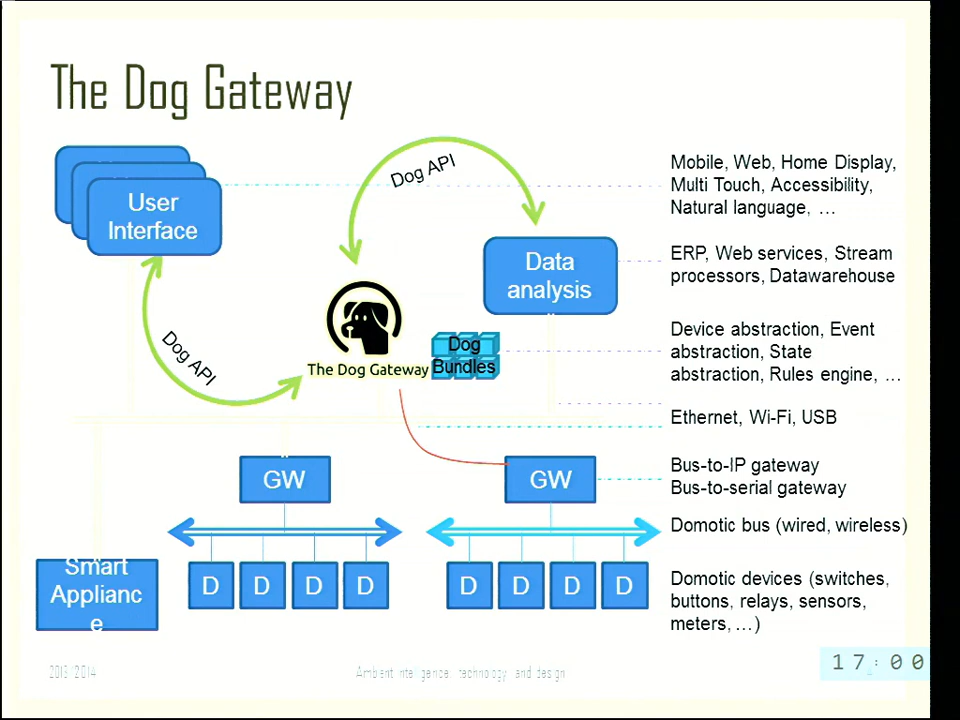 The Dog Gateway
Dog API
User
Interface
Mobile, Web, Home Display,
Multi Touch, Accessibility,
Natural language, …
Data
analysis
ERP, Web services, Stream
processors, Datawarehouse
Dog API
The Dog Gateway
Dog
Bundles
Device abstraction, Event
abstraction, State
abstraction, Rules engine, …
Ethernet, Wi-Fi, USB
GW
GW
Bus-to-IP gateway
Bus-to-serial gateway
Domotic bus (wired, wireless)
Smart
Applianc
e
D D D D
D D D D
Domotic devices (switches,
buttons, relays, sensors,
meters, …)
2013/2014
Ambient intelligence: technology and design
17:00